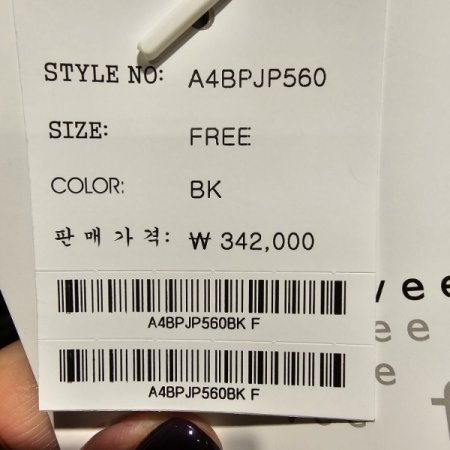 STYLE NO: A4BPJP560
SIZE: FREE
COLOR: BK
판매가격: ₩ 342,000
A4BPJP560BK F
A4BPJP560BK F